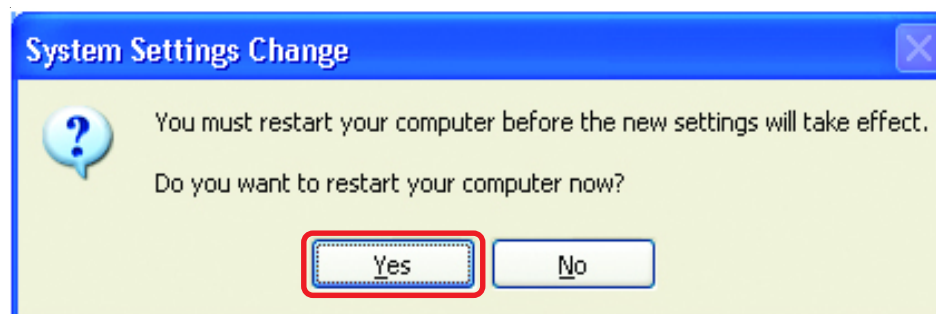 System Settings Change
You must restart your computer before the new settings will take effect.
Do you want to restart your computer now?
Yes
No